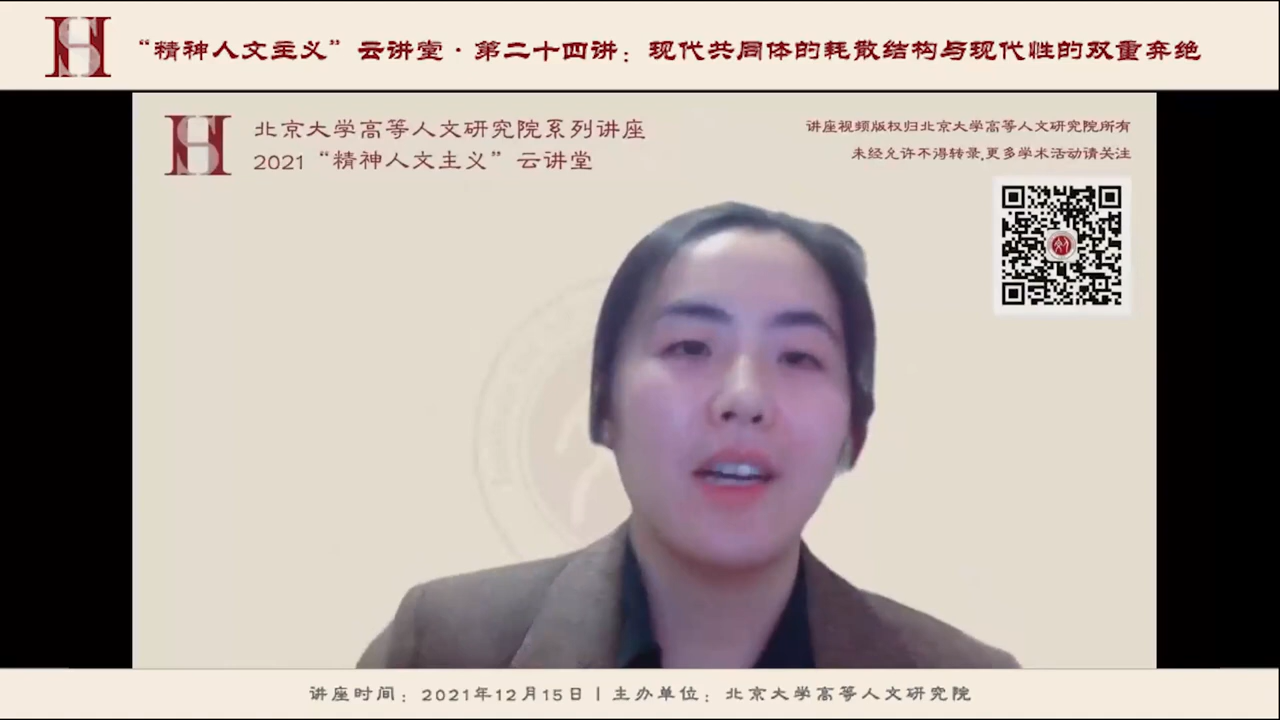 “精神人文主义”云讲堂·第二十四讲：现代共同体的耗散结构与现代性的双重弃绝
北京大学高等人文研究院系列讲座
2021“精神人文主义”云讲堂
讲座视频版权归北京大学高等人文研究院所有
未经允许不得转录,更多学术活动请关注
讲座时间：2021年12月15日 | 主办单位：北京大学高等人文研究院